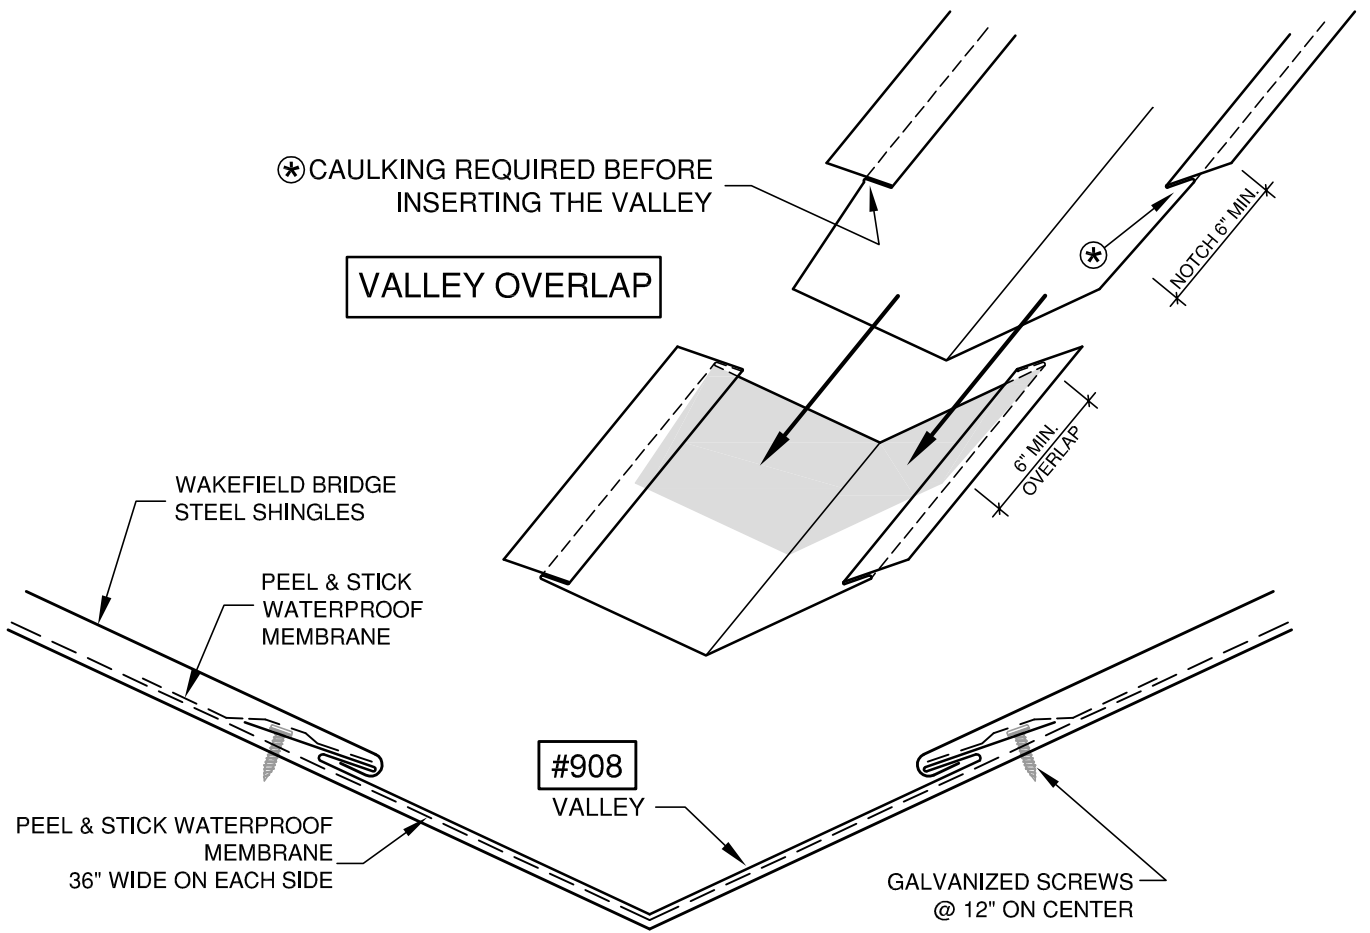 ⊛ CAULKING REQUIRED BEFORE
INSERTING THE VALLEY
VALLEY OVERLAP
NOTCH 6" MIN.
6" MIN.
OVERLAP
WAKEFIELD BRIDGE
STEEL SHINGLES
PEEL & STICK
WATERPROOF
MEMBRANE
#908
VALLEY
PEEL & STICK WATERPROOF
MEMBRANE
36" WIDE ON EACH SIDE
GALVANIZED SCREWS
@ 12" ON CENTER